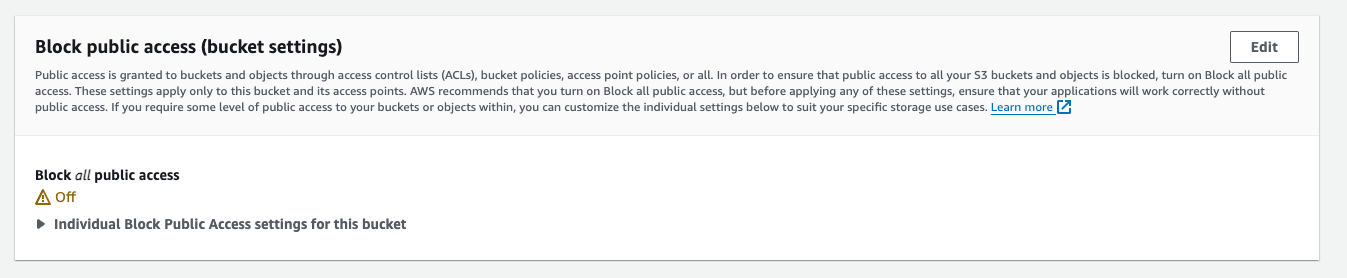 Block public access (bucket settings)
Edit
Public access is granted to buckets and objects through access control lists (ACLs), bucket policies, access point policies, or all. In order to ensure that public access to all your S3 buckets and objects is blocked, turn on Block all public
access. These settings apply only to this bucket and its access points. AWS recommends that you turn on Block all public access, but before applying any of these settings, ensure that your applications will work correctly without
public access. If you require some level of public access to your buckets or objects within, you can customize the individual settings below to suit your specific storage use cases. Learn more
Block all public access
Off
Individual Block Public Access settings for this bucket